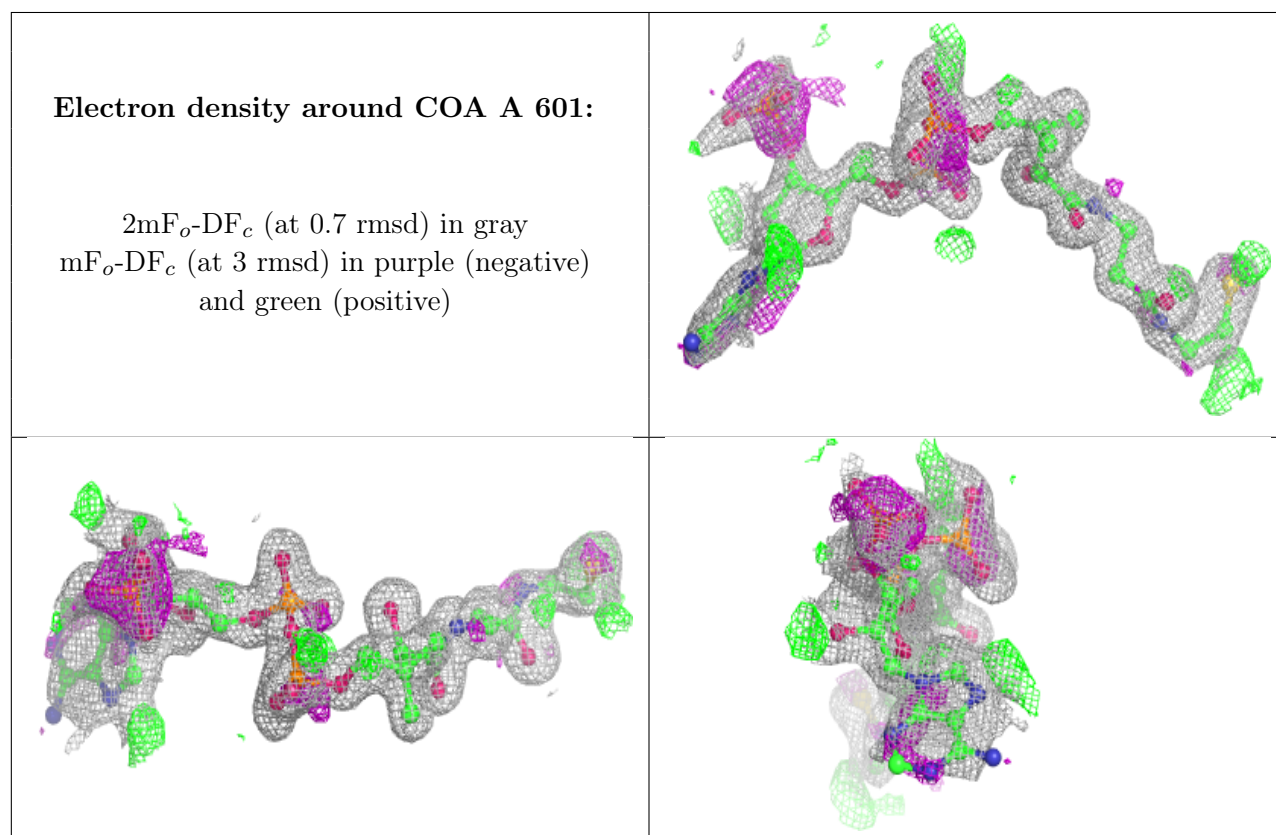 Electron density around COA A 601:
2mFo-DFc (at 0.7 rmsd) in gray
mFo-DFc (at 3 rmsd) in purple (negative)
and green (positive)